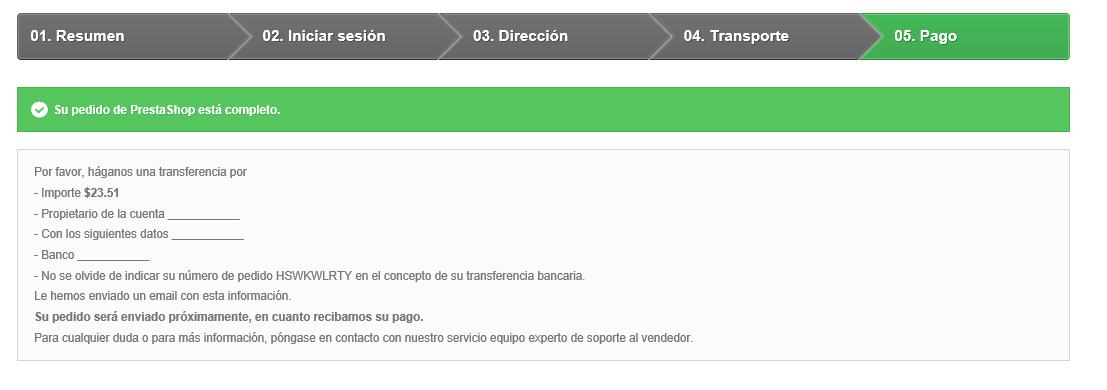 01. Resumen 02. Iniciar sesión 03. Dirección 04. Transporte 05. Pago
Su pedido de PrestaShop está completo.
Por favor, háganos una transferencia por
- Importe $23.51
- Propietario de la cuenta ___________
- Con los siguientes datos ___________
- Banco ___________
- No se olvide de indicar su número de pedido HSWKWLRTY en el concepto de su transferencia bancaria.
Le hemos enviado un email con esta información.
Su pedido será enviado próximamente, en cuanto recibamos su pago.
Para cualquier duda o para más información, póngase en contacto con nuestro servicio equipo experto de soporte al vendedor.